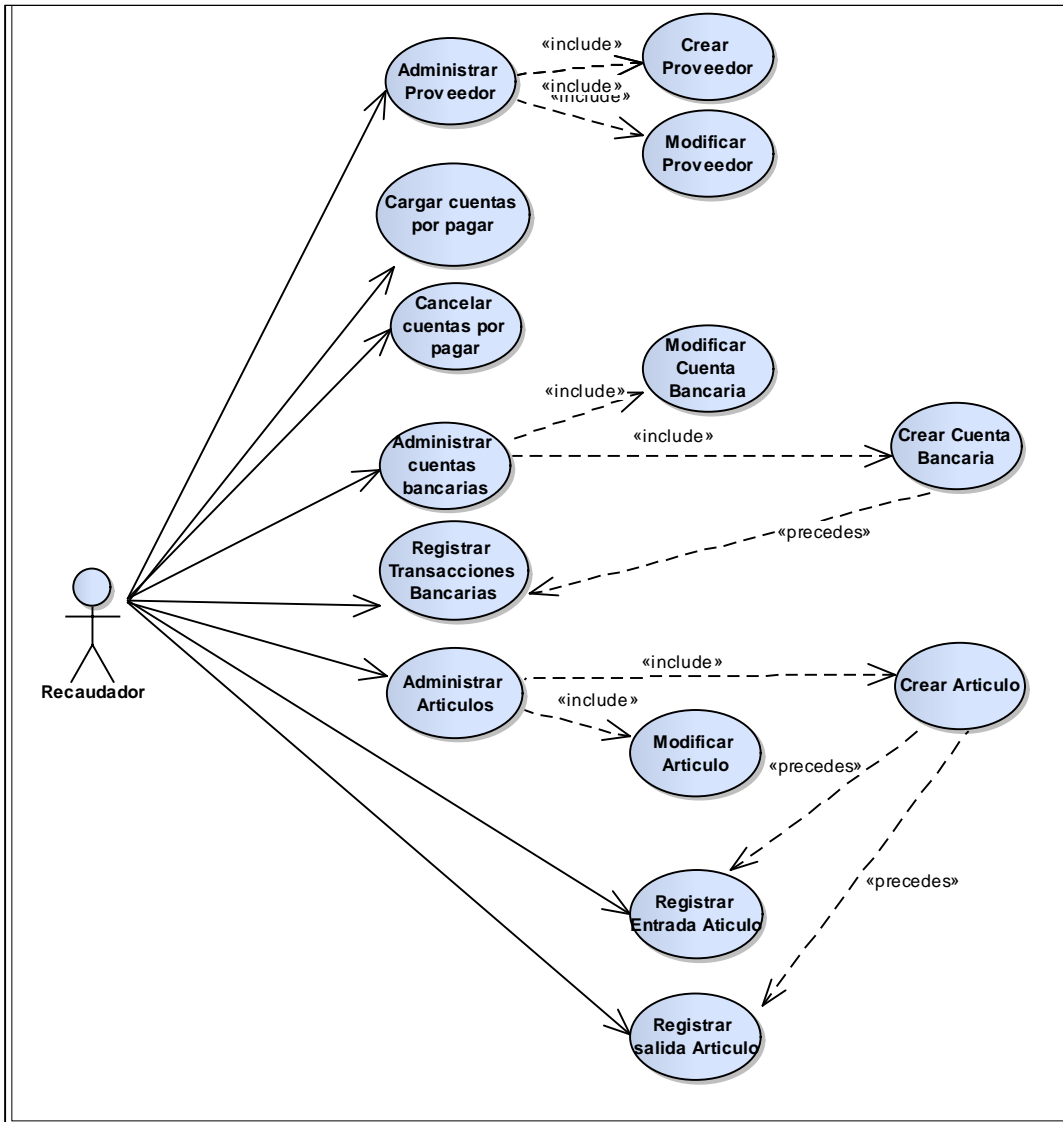 «include»
Crear
Proveedor
Administrar
Proveedor
«include»
«include»
Modificar
Proveedor
Cargar cuentas
por pagar
Cancelar
cuentas por
pagar
Modificar
Cuenta
Bancaria
«include»
Administrar
cuentas
bancarias
«include»
Crear Cuenta
Bancaria
«precedes»
Registrar
Transacciones
Bancarias
Recaudador
Administrar
Articulos
«include»
Crear Articulo
«include»
Modificar
Articulo
«precedes»
«precedes»
Registrar
Entrada Aticulo
Registrar
salida Articulo